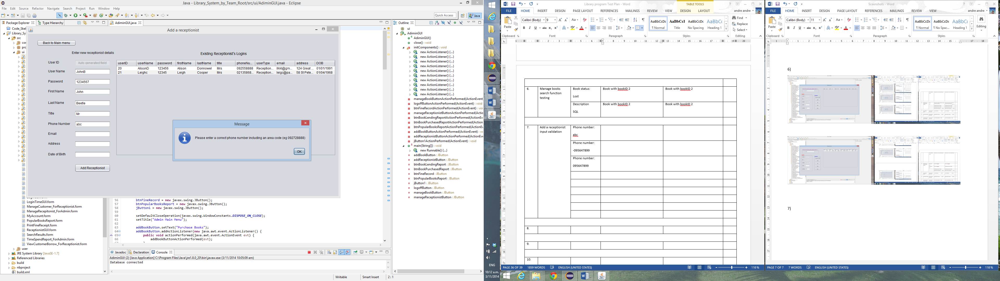 Java - Library_System_by_Team_Root/src/ui/AdiminGUI.java - Eclipse
File Edit Source Refactor Navigate Search Project Run Window Help
Quick Access
Java
Package Explorer
Type Hierarchy
AdiminGUI.java
Code_Skel
Library_Sy
src
cor
prc
ui
Add a receptionist
Back to Main menu
Enter new receptionist details
Existing Receptionist's Logins
User ID Auto generated field
User Name JohnB
Password 1234567
First Name John
Last Name Beetle
Title Mr
Phone Number abc
Email
Address
Date of Birth
Add Receptionist
userID userName password firstName lastName title phoneNu... userType email address DOB
20 AlisonD 123456 Alison Donnowel Mrs 092558888 Reception... llkkl@gm... 124 Great ... 01/01/1991
21 Leighc 12345 Leigh Cooper Mrs 02135868... Reception... leigc@pa... 58 St Pete... 01/04/1968
Message
Please enter a correct phone number including an area code (eg 092728888)
OK
LoginTimeGUI.form
ManageCustomer_ForReceptionist.form
ManageRecepitonist_ForAdmin.form
MyAccount.form
PopularBooksReport.form
PrintFineReceipt.form
ReceptionistGUI.form
SearchResults.form
TimeSpendReport_ForAdmin.form
ViewCustomerBorrow_ForReceptionist.form
user
JRE System Library [JavaSE-1.7]
Referenced Libraries
build
nbproject
build.xml
56 btnFineRecord = new javax.swing.JButton();
57 btnPopularBooksReport = new javax.swing.JButton();
58 jButton1 = new javax.swing.JButton();
59
60 setDefaultCloseOperation(javax.swing.WindowConstants.DISPOSE_ON_CLOSE);
61 setTitle("Admin Main Menu");
62
63 addBookButton.setText("Purchase Books");
64 addBookButton.addActionListener(new java.awt.event.ActionListener() {
65 public void actionPerformed(java.awt.event.ActionEvent evt) {
66 addBookButtonActionPerformed(evt);
Javadoc Declaration Console
AdiminGUI (2) [Java Application] C:\Program Files\Java\jre1.8.0_20\bin\javaw.exe (3/11/2014 10:05:09 am)
Database connected
Writable Smart Insert 2 : 1
Outline
ui
AdiminGUI
AdiminGUI()
close() : void
initComponents() : void
new ActionListener() {...}
new ActionListener() {...}
new ActionListener() {...}
new ActionListener() {...}
new ActionListener() {...}
new ActionListener() {...}
new ActionListener() {...}
new ActionListener() {...}
new ActionListener() {...}
new ActionListener() {...}
manageBookButtonActionPerformed(ActionEvent
logoffButtonActionPerformed(ActionEvent) : void
btnFineRecordActionPerformed(ActionEvent) : vo
manageReceptionistButtonActionPerformed(Actio
btnBookLendingReportActionPerformed(ActionEv
btnBookPurchasedReportActionPerformed(Action
btnPopularBooksReportActionPerformed(ActionEv
addBookButtonActionPerformed(ActionEvent) : v
addReceptionistButtonActionPerformed(ActionEve
jButton1ActionPerformed(ActionEvent) : void
main(String[]) : void
new Runnable() {...}
addBookButton : JButton
addReceptionistButton : JButton
btnBookLendingReport : JButton
btnBookPurchasedReport : JButton
btnFineRecord : JButton
btnPopularBooksReport : JButton
jButton1 : JButton
logoffButton : JButton
manageBookButton : JButton
manageReceptionistButton : JButton
ENG
10:12 a.m.
3/11/2014
Library program Test Plan - Word
TABLE TOOLS
FILE HOME INSERT DESIGN PAGE LAYOUT REFERENCES MAILINGS REVIEW VIEW DESIGN LAYOUT
andre andre
Paste
Calibri (Body) 9
AaBbCcDc AaBbCcl AaBbCcDc AaBbCc
¶ Normal Title No Spacing Heading 1
Find
Replace
Select
Clipboard Font Paragraph Styles Editing
6. Manage books search function testing
Book status:
Lost
Book with bookID 2 Book with bookID 2
Description
SQL
Book with bookID 2 Book with bookID 2
7. Add a receptionist input validation
Phone number:
abc
Phone number:
-095647899
Phone number:
095647899
8.
9.
10.
PAGE 36 OF 39 1859 WORDS ENGLISH (UNITED STATES) 110 %
Sceenshots - Word
FILE HOME INSERT DESIGN PAGE LAYOUT REFERENCES MAILINGS REVIEW VIEW
andre andre
Paste
Calibri (Body) 11
AaBbCcDc AaBbCcDc AaBbCc
¶ Normal ¶ No Spac... Heading 1
Editing
Clipboard Font Paragraph Styles
6)
7)
PAGE 7 OF 7 7 WORDS ENGLISH (UNITED STATES) 110 %